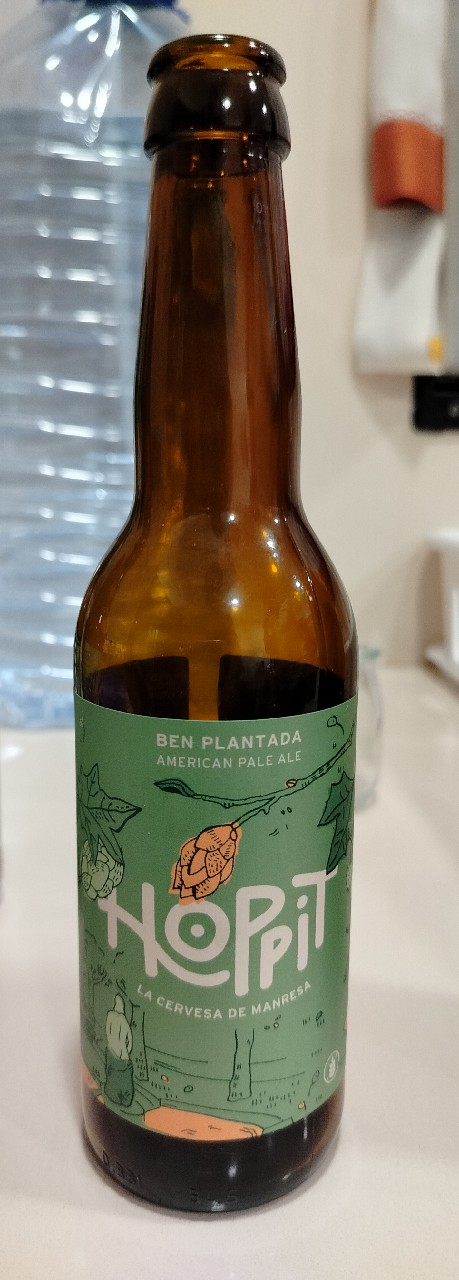 BEN PLANTADA
AMERICAN PALE ALE
HOPPiT
LA CERVESA DE MANRESA